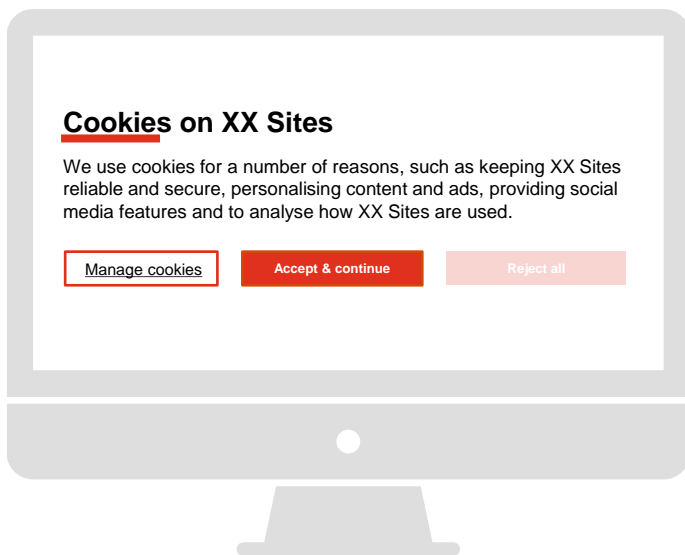 Cookies on XX Sites
We use cookies for a number of reasons, such as keeping XX Sites
reliable and secure, personalising content and ads, providing social
media features and to analyse how XX Sites are used.
Manage cookies
Accept & continue
Reject all